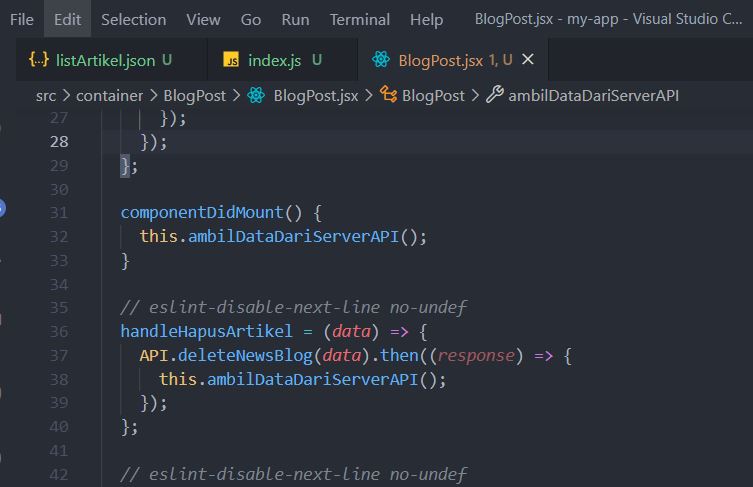 File Edit Selection View Go Run Terminal Help BlogPost.jsx - my-app - Visual Studio C...
{··} listArtikel.json U JS index.js U BlogPost.jsx 1, U ×
src > container > BlogPost > BlogPost.jsx > BlogPost > ambilDataDariServerAPI
27 });
28 });
29 };
30
31 componentDidMount() {
32 this.ambilDataDariServerAPI();
33 }
34
35 // eslint-disable-next-line no-undef
36 handleHapusArtikel = (data) => {
37 API.deleteNewsBlog(data).then((response) => {
38 this.ambilDataDariServerAPI();
39 });
40 };
41
42 // eslint-disable-next-line no-undef